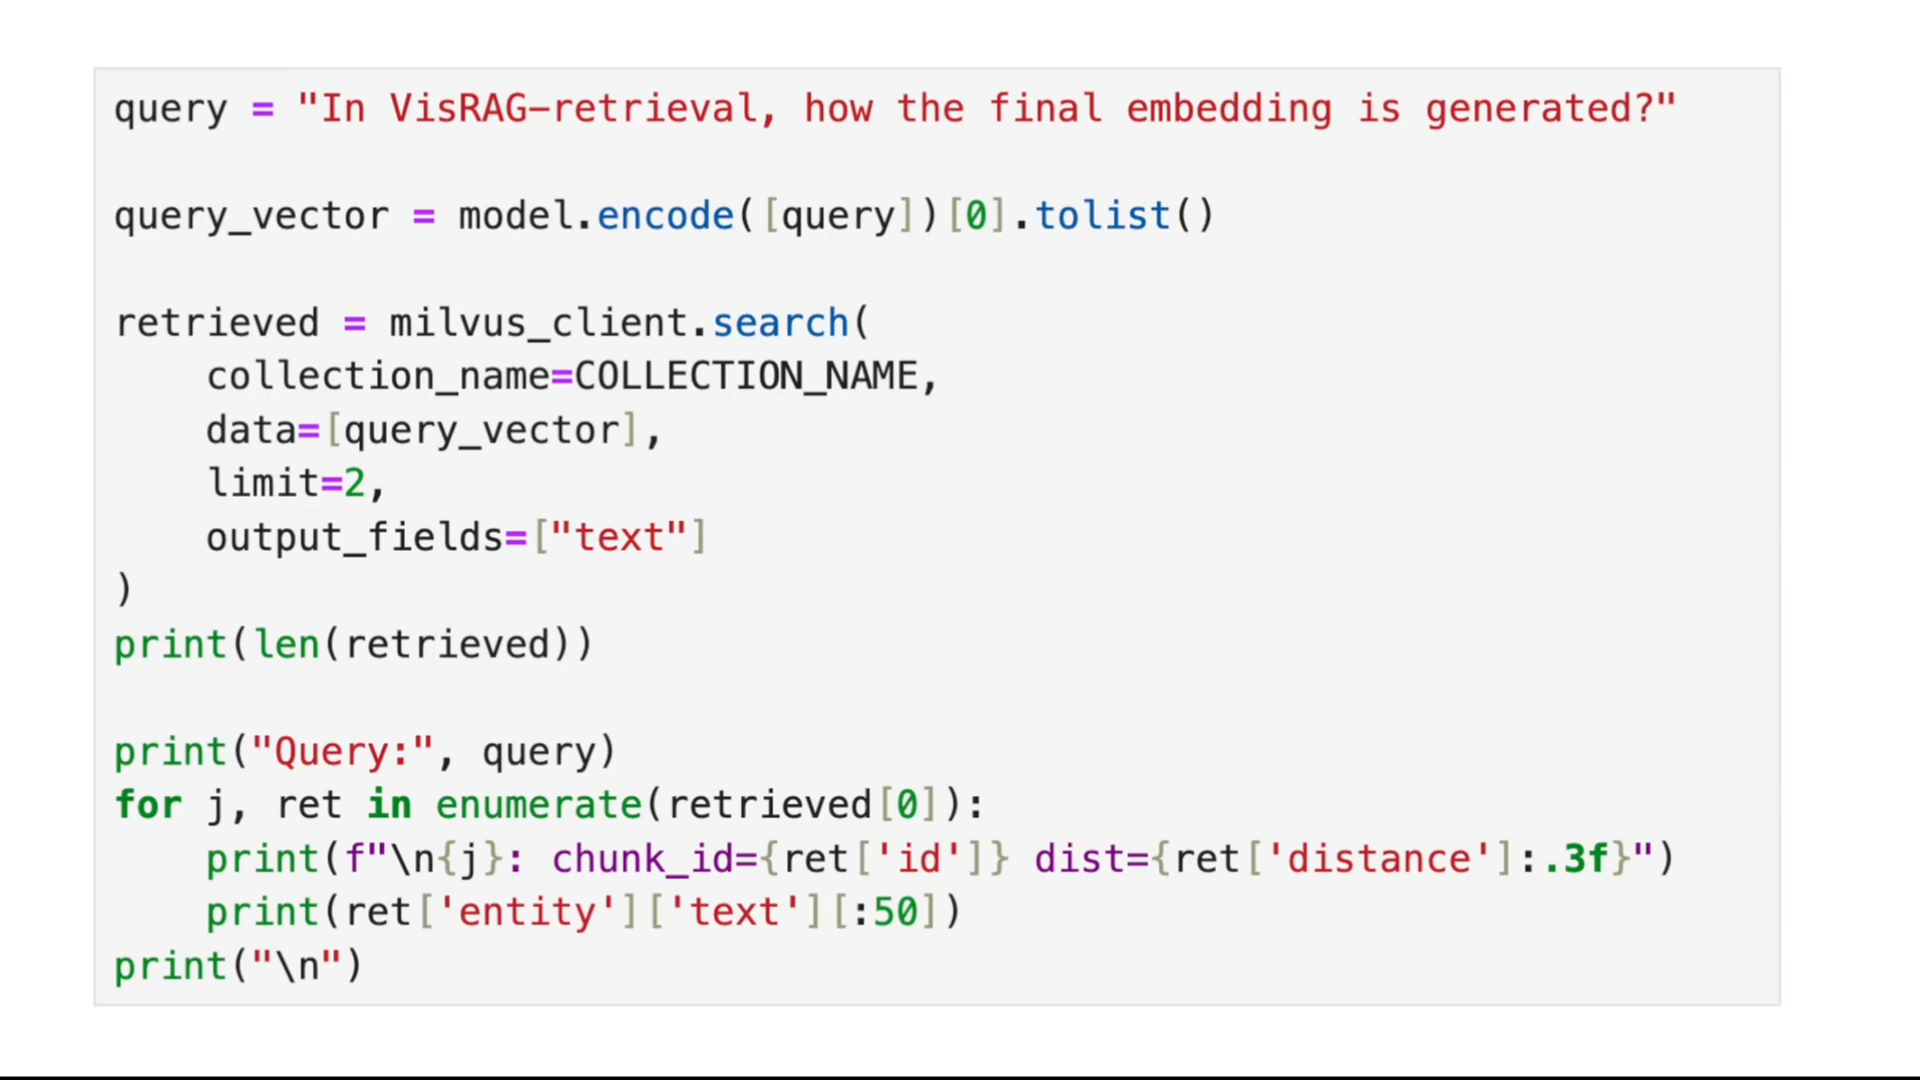 query = "In VisRAG-retrieval, how the final embedding is generated?"
query_vector = model.encode([query])[0].tolist()
retrieved = milvus_client.search(
    collection_name=COLLECTION_NAME,
    data=[query_vector],
    limit=2,
    output_fields=["text"]
)
print(len(retrieved))
print("Query:", query)
for j, ret in enumerate(retrieved[0]):
    print(f"\n{j}: chunk_id={ret['id']} dist={ret['distance']:.3f}")
    print(ret['entity']['text'][:50])
print("\n")